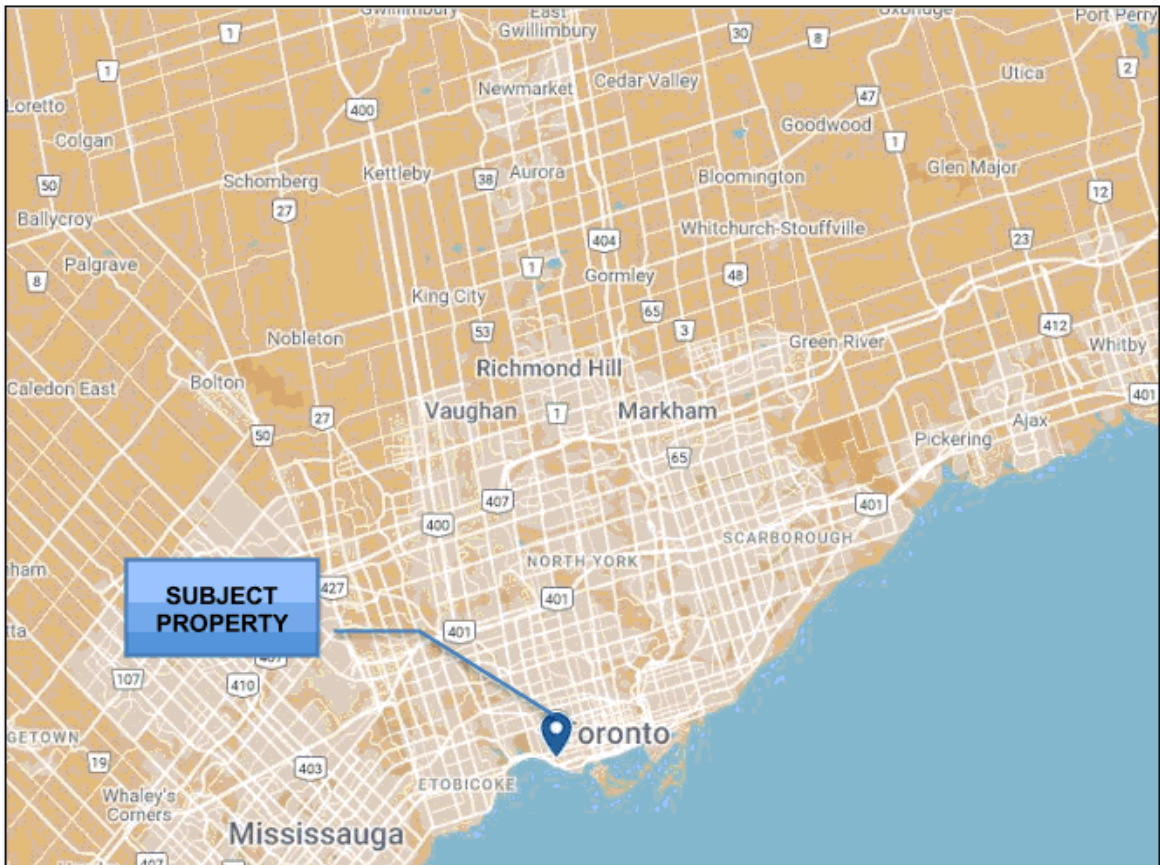 Gwillimbury
East
Gwillimbury
Uxbridge
Port Perry
1
30
8
1
Newmarket
Cedar Valley
Utica
2
Loretto
400
47
Colgan
Goodwood
1
50
Schomberg
Kettleby
38
Aurora
Bloomington
Glen Major
12
27
Ballycroy
404
Whitchurch-Stouffville
23
Palgrave
8
1
Gormley
48
King City
65
53
3
412
Nobleton
Green River
Whitby
Richmond Hill
Caledon East
Bolton
401
27
Vaughan
1
Markham
Ajax
50
Pickering
65
407
401
400
SCARBOROUGH
NORTH YORK
427
401
SUBJECT
PROPERTY
401
107
410
oronto
GETOWN
19
403
ETOBICOKE
Whaley's
Corners
Mississauga
407